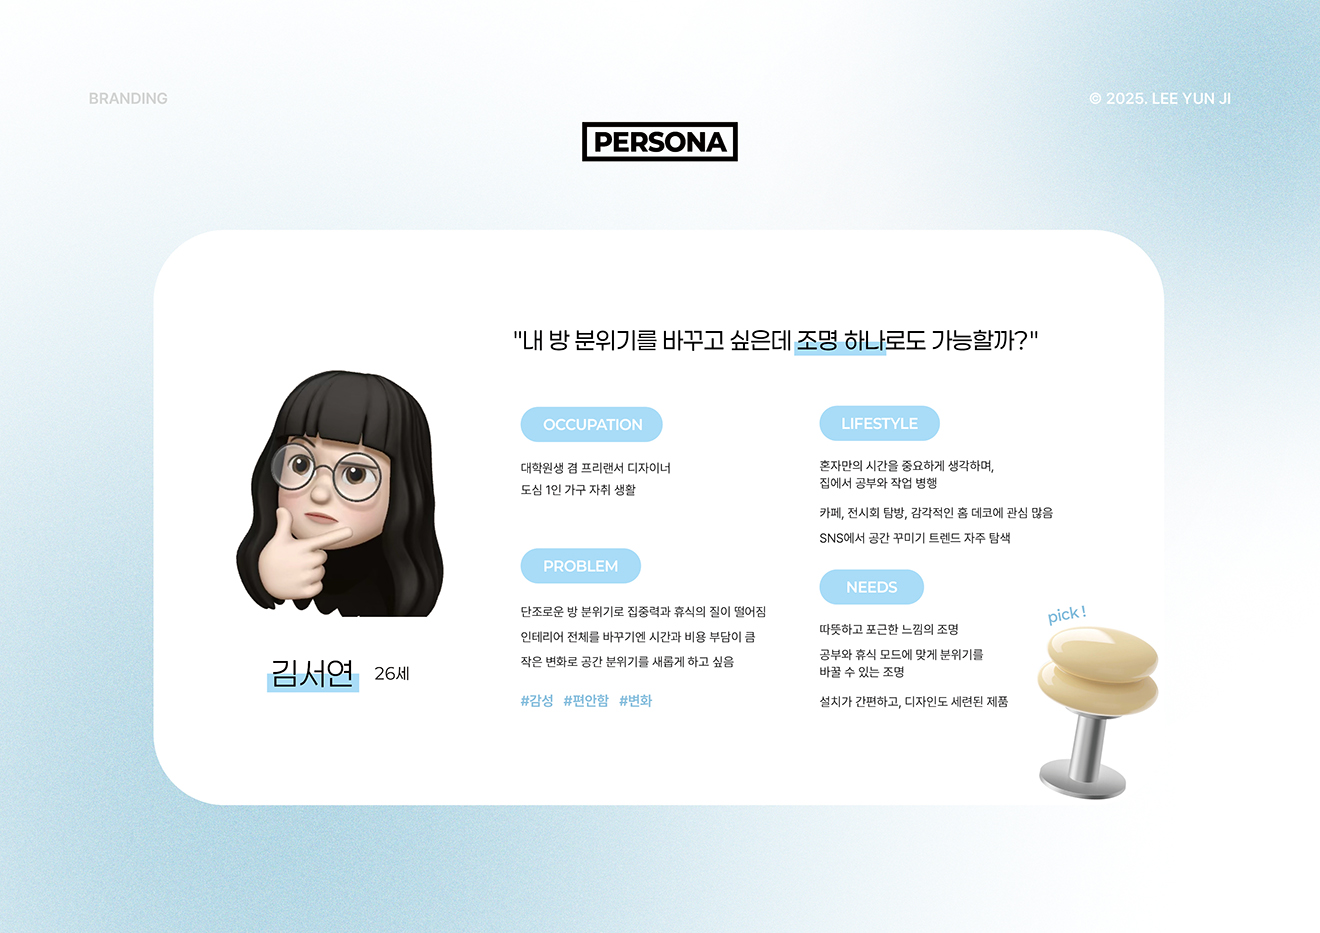 BRANDING
© 2025. LEE YUN JI
PERSONA
"내 방 분위기를 바꾸고 싶은데 조명 하나로도 가능할까?"
김서연 26세
OCCUPATION
대학원생 겸 프리랜서 디자이너
도심 1인 가구 자취 생활
PROBLEM
단조로운 방 분위기로 집중력과 휴식의 질이 떨어짐
인테리어 전체를 바꾸기엔 시간과 비용 부담이 큼
작은 변화로 공간 분위기를 새롭게 하고 싶음
#감성 #편안함 #변화
LIFESTYLE
혼자만의 시간을 중요하게 생각하며,
집에서 공부와 작업 병행
카페, 전시회 탐방, 감각적인 홈 데코에 관심 많음
SNS에서 공간 꾸미기 트렌드 자주 탐색
NEEDS
따뜻하고 포근한 느낌의 조명
공부와 휴식 모드에 맞게 분위기를
바꿀 수 있는 조명
설치가 간편하고, 디자인도 세련된 제품
pick!